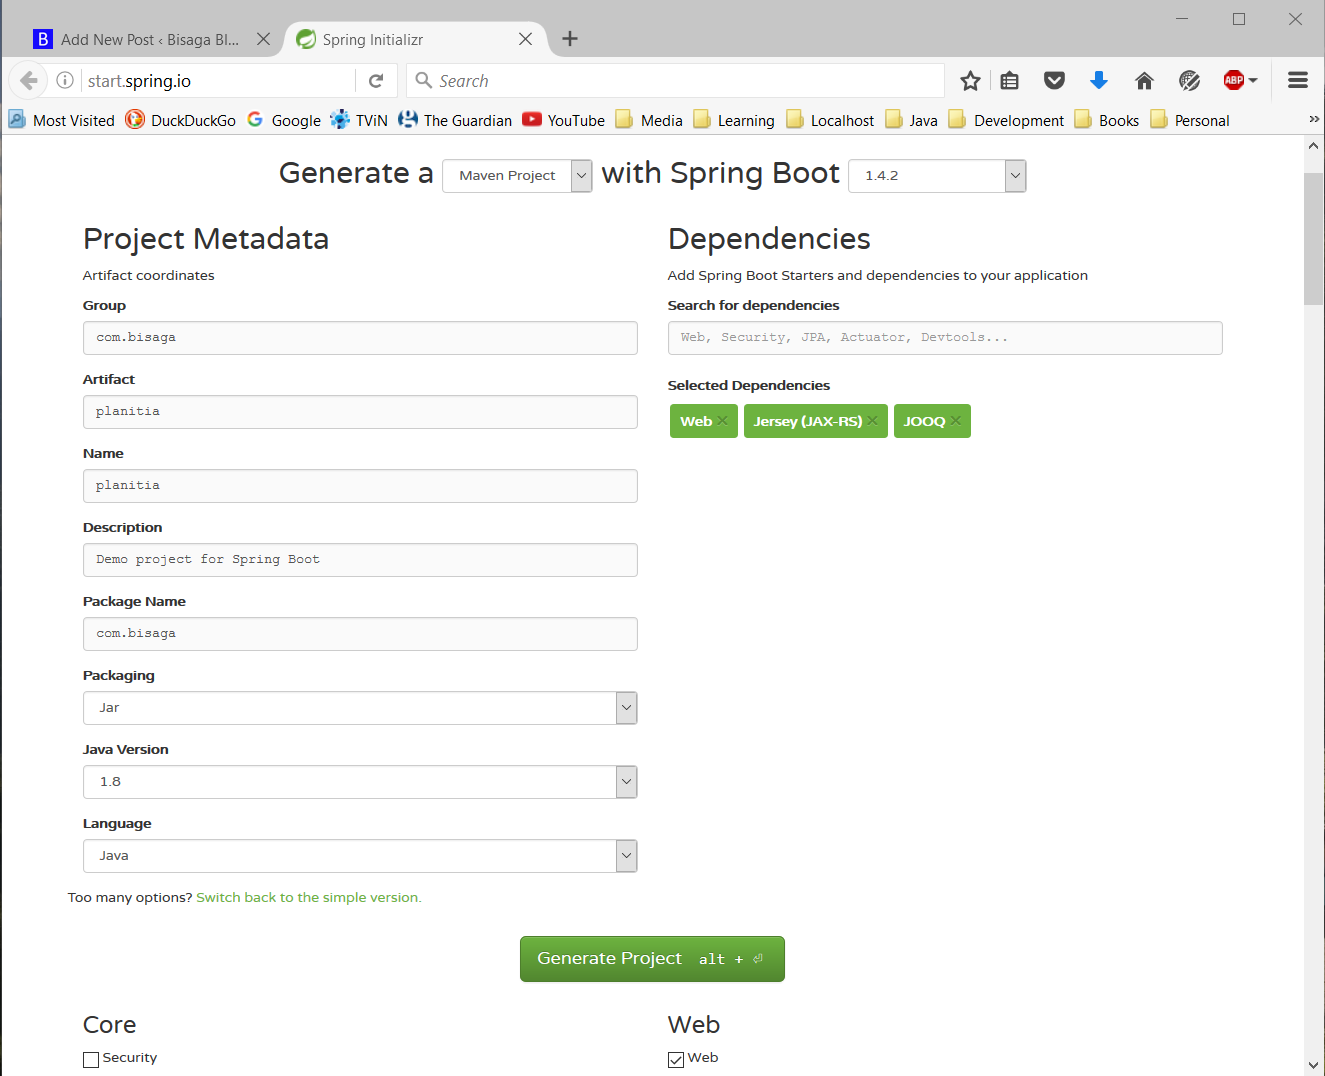 Add New Post ‹ Bisaga Bl...
Spring Initializr
start.spring.io
Search
ABP
Most Visited
DuckDuckGo
Google
TViN
The Guardian
YouTube
Media
Learning
Localhost
Java
Development
Books
Personal
Generate a Maven Project with Spring Boot 1.4.2
Project Metadata
Artifact coordinates
Group
com.bisaga
Artifact
planitia
Name
planitia
Description
Demo project for Spring Boot
Package Name
com.bisaga
Packaging
Jar
Java Version
1.8
Language
Java
Too many options? Switch back to the simple version.
Dependencies
Add Spring Boot Starters and dependencies to your application
Search for dependencies
Web, Security, JPA, Actuator, Devtools...
Selected Dependencies
Web × Jersey (JAX-RS) × JOOQ ×
Generate Project alt + ⏎
Core
Security
Web
Web